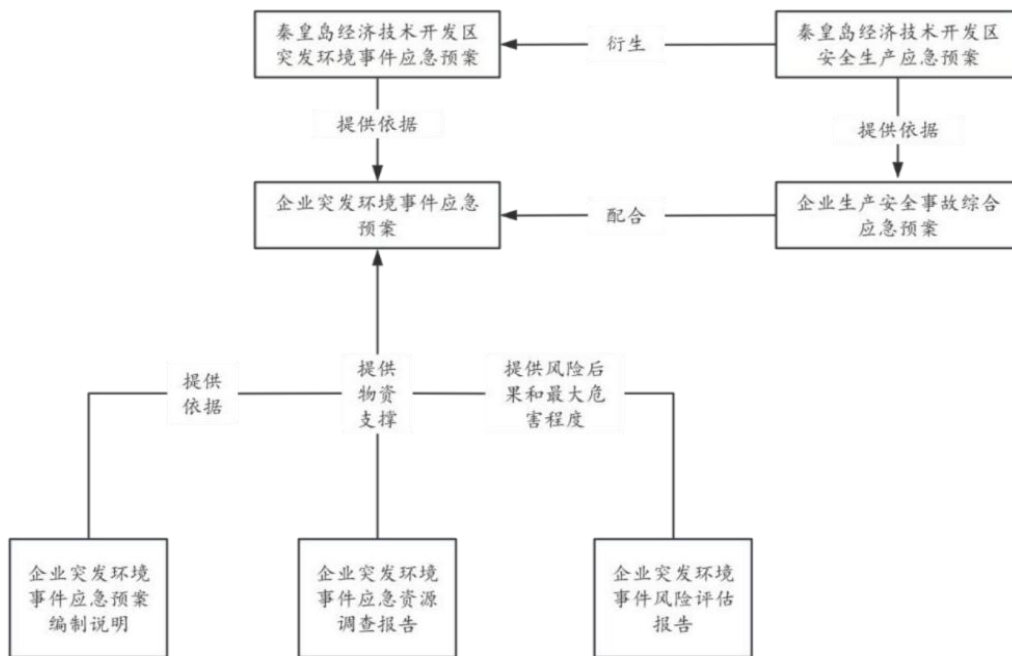 秦皇岛经济技术开发区
突发环境事件应急预案
衍生
秦皇岛经济技术开发区
安全生产应急预案
提供依据
提供依据
企业突发环境事件应急
预案
配合
企业生产安全事故综合
应急预案
提供
依据
提供
物资
支撑
提供风险后
果和最大危
害程度
企业突发环境
事件应急预案
编制说明
企业突发环境
事件应急资源
调查报告
企业突发环境
事件风险评估
报告